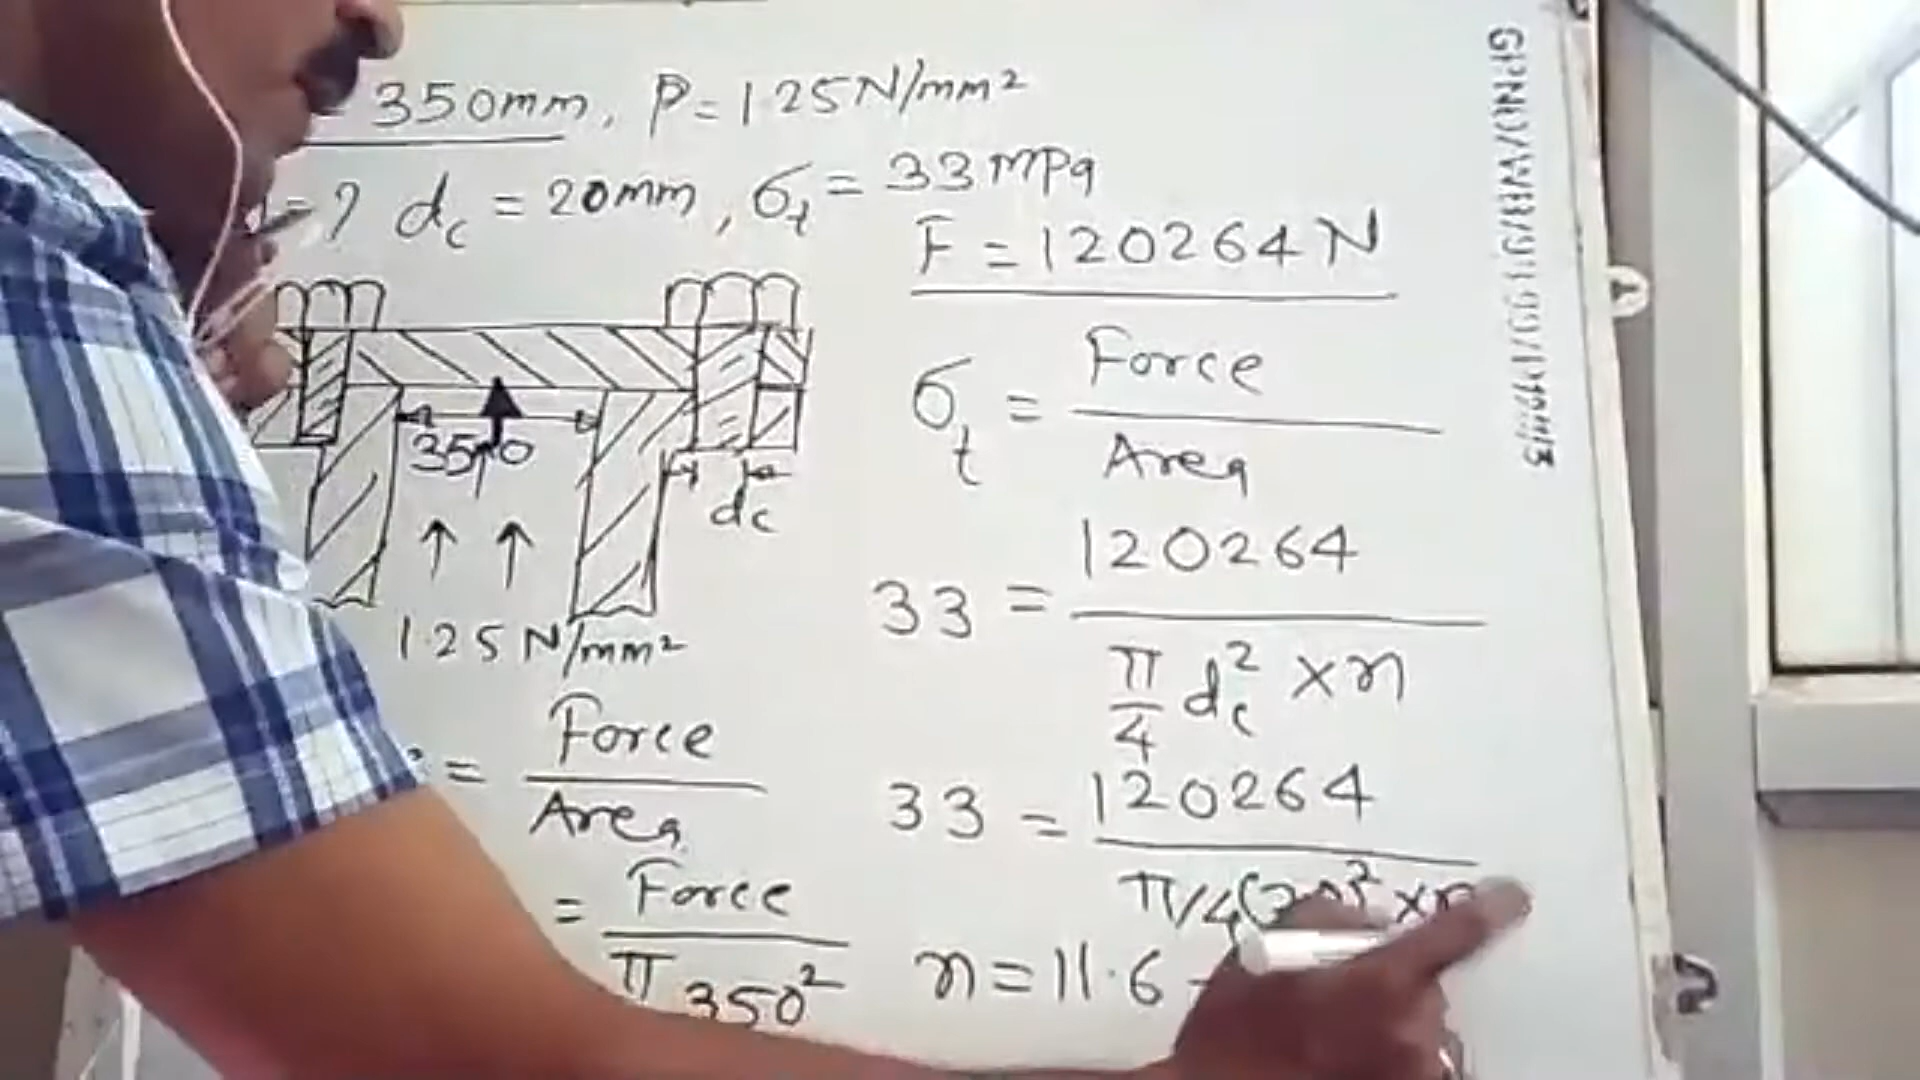 = 350mm, P = 1.25 N/mm²
= ? dc = 20mm, σt = 33 MPa
350
dc
1.25 N/mm²
= Force / Area
= Force / π 350²
F = 120264 N
σt = Force / Area
33 = 120264 / π/4 dc² × n
33 = 120264 / π/4 (20)² × n
n = 11.6